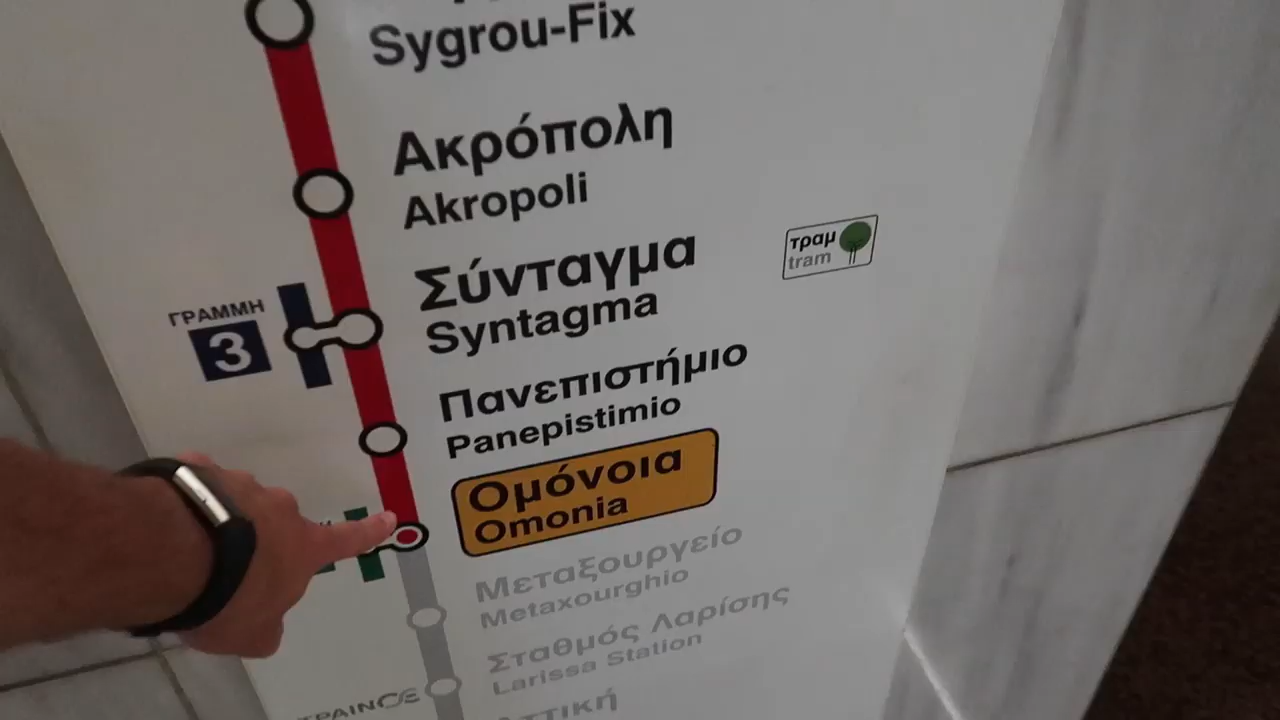 Sygrou-Fix
Ακρόπολη
Akropoli
Σύνταγμα
Syntagma
τραμ
tram
ΓΡΑΜΜΗ
3
Πανεπιστήμιο
Panepistimio
Ομόνοια
Omonia
Μεταξουργείο
Metaxourghio
Σταθμός Λαρίσης
Larissa Station